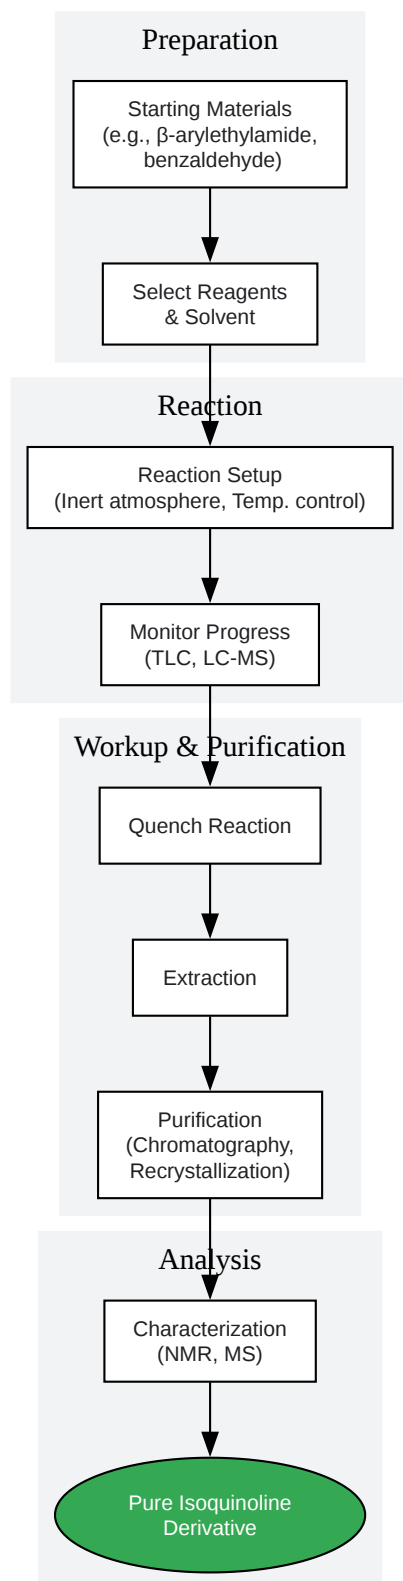 Preparation
Starting Materials
(e.g., β-arylethylamide,
benzaldehyde)
Select Reagents
& Solvent
Reaction
Reaction Setup
(Inert atmosphere, Temp. control)
Monitor Progress
(TLC, LC-MS)
Workup & Purification
Quench Reaction
Extraction
Purification
(Chromatography,
Recrystallization)
Analysis
Characterization
(NMR, MS)
Pure Isoquinoline
Derivative